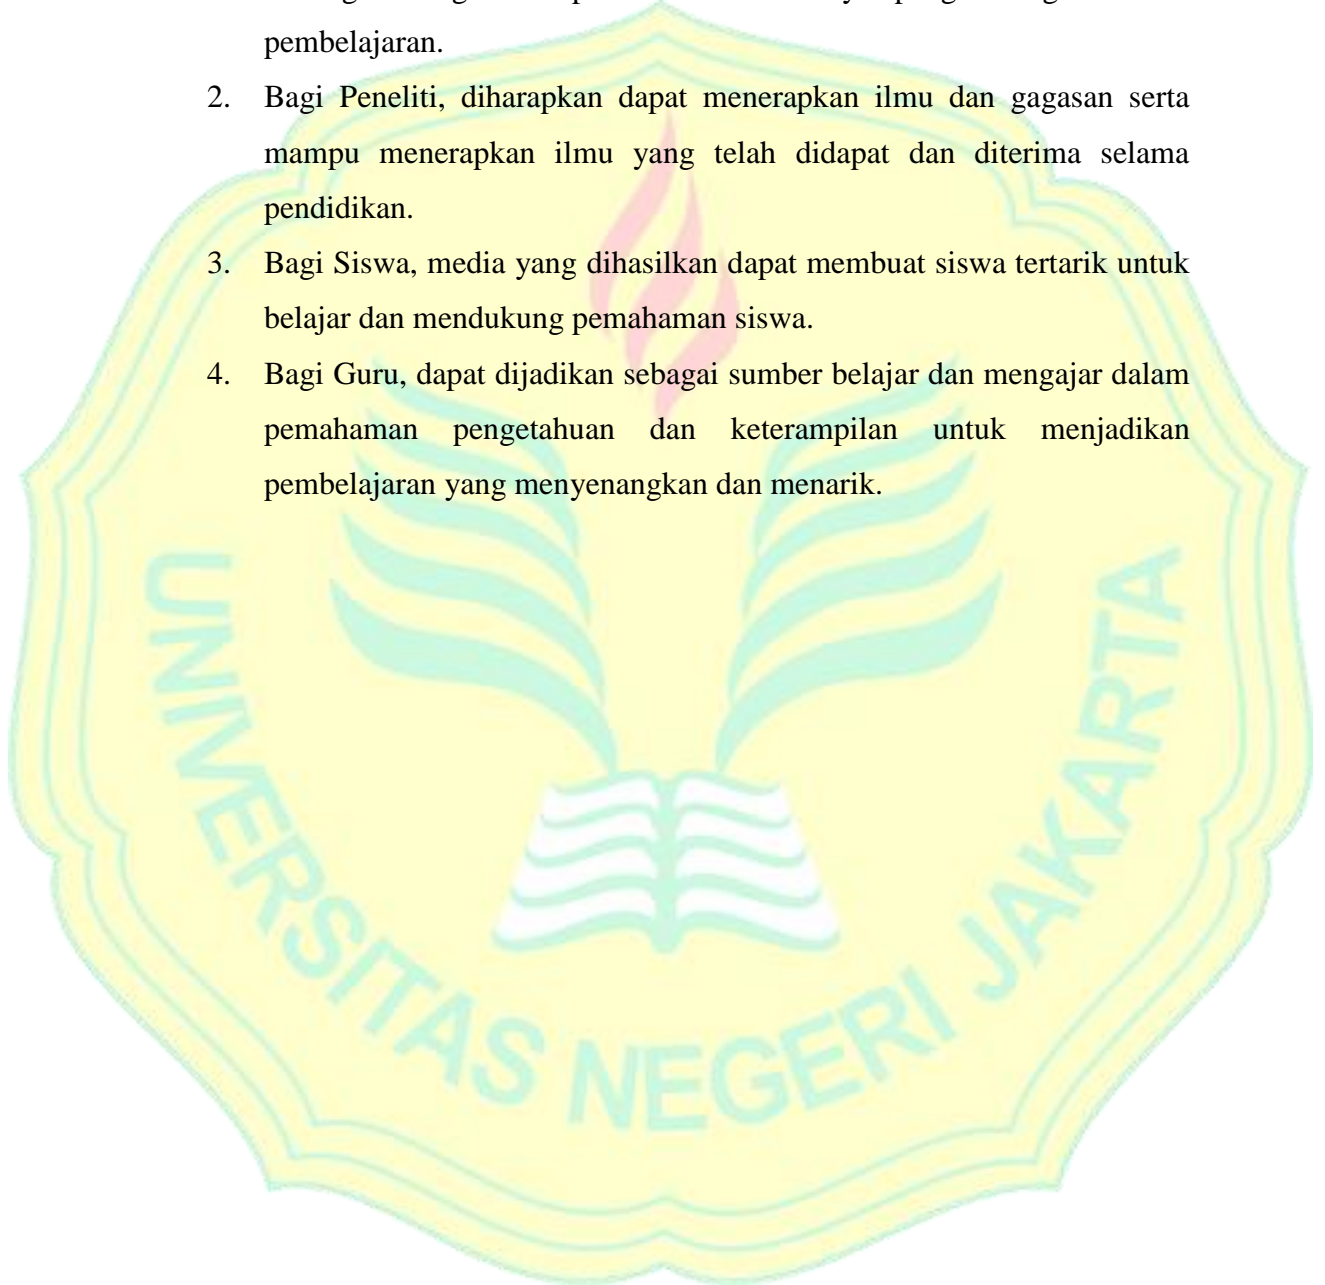 pembelajaran.
2. Bagi Peneliti, diharapkan dapat menerapkan ilmu dan gagasan serta
mampu menerapkan ilmu yang telah didapat dan diterima selama
pendidikan.
3. Bagi Siswa, media yang dihasilkan dapat membuat siswa tertarik untuk
belajar dan mendukung pemahaman siswa.
4. Bagi Guru, dapat dijadikan sebagai sumber belajar dan mengajar dalam
pemahaman pengetahuan dan keterampilan untuk menjadikan
pembelajaran yang menyenangkan dan menarik.
UNIVERSITAS NEGERI JAKARTA